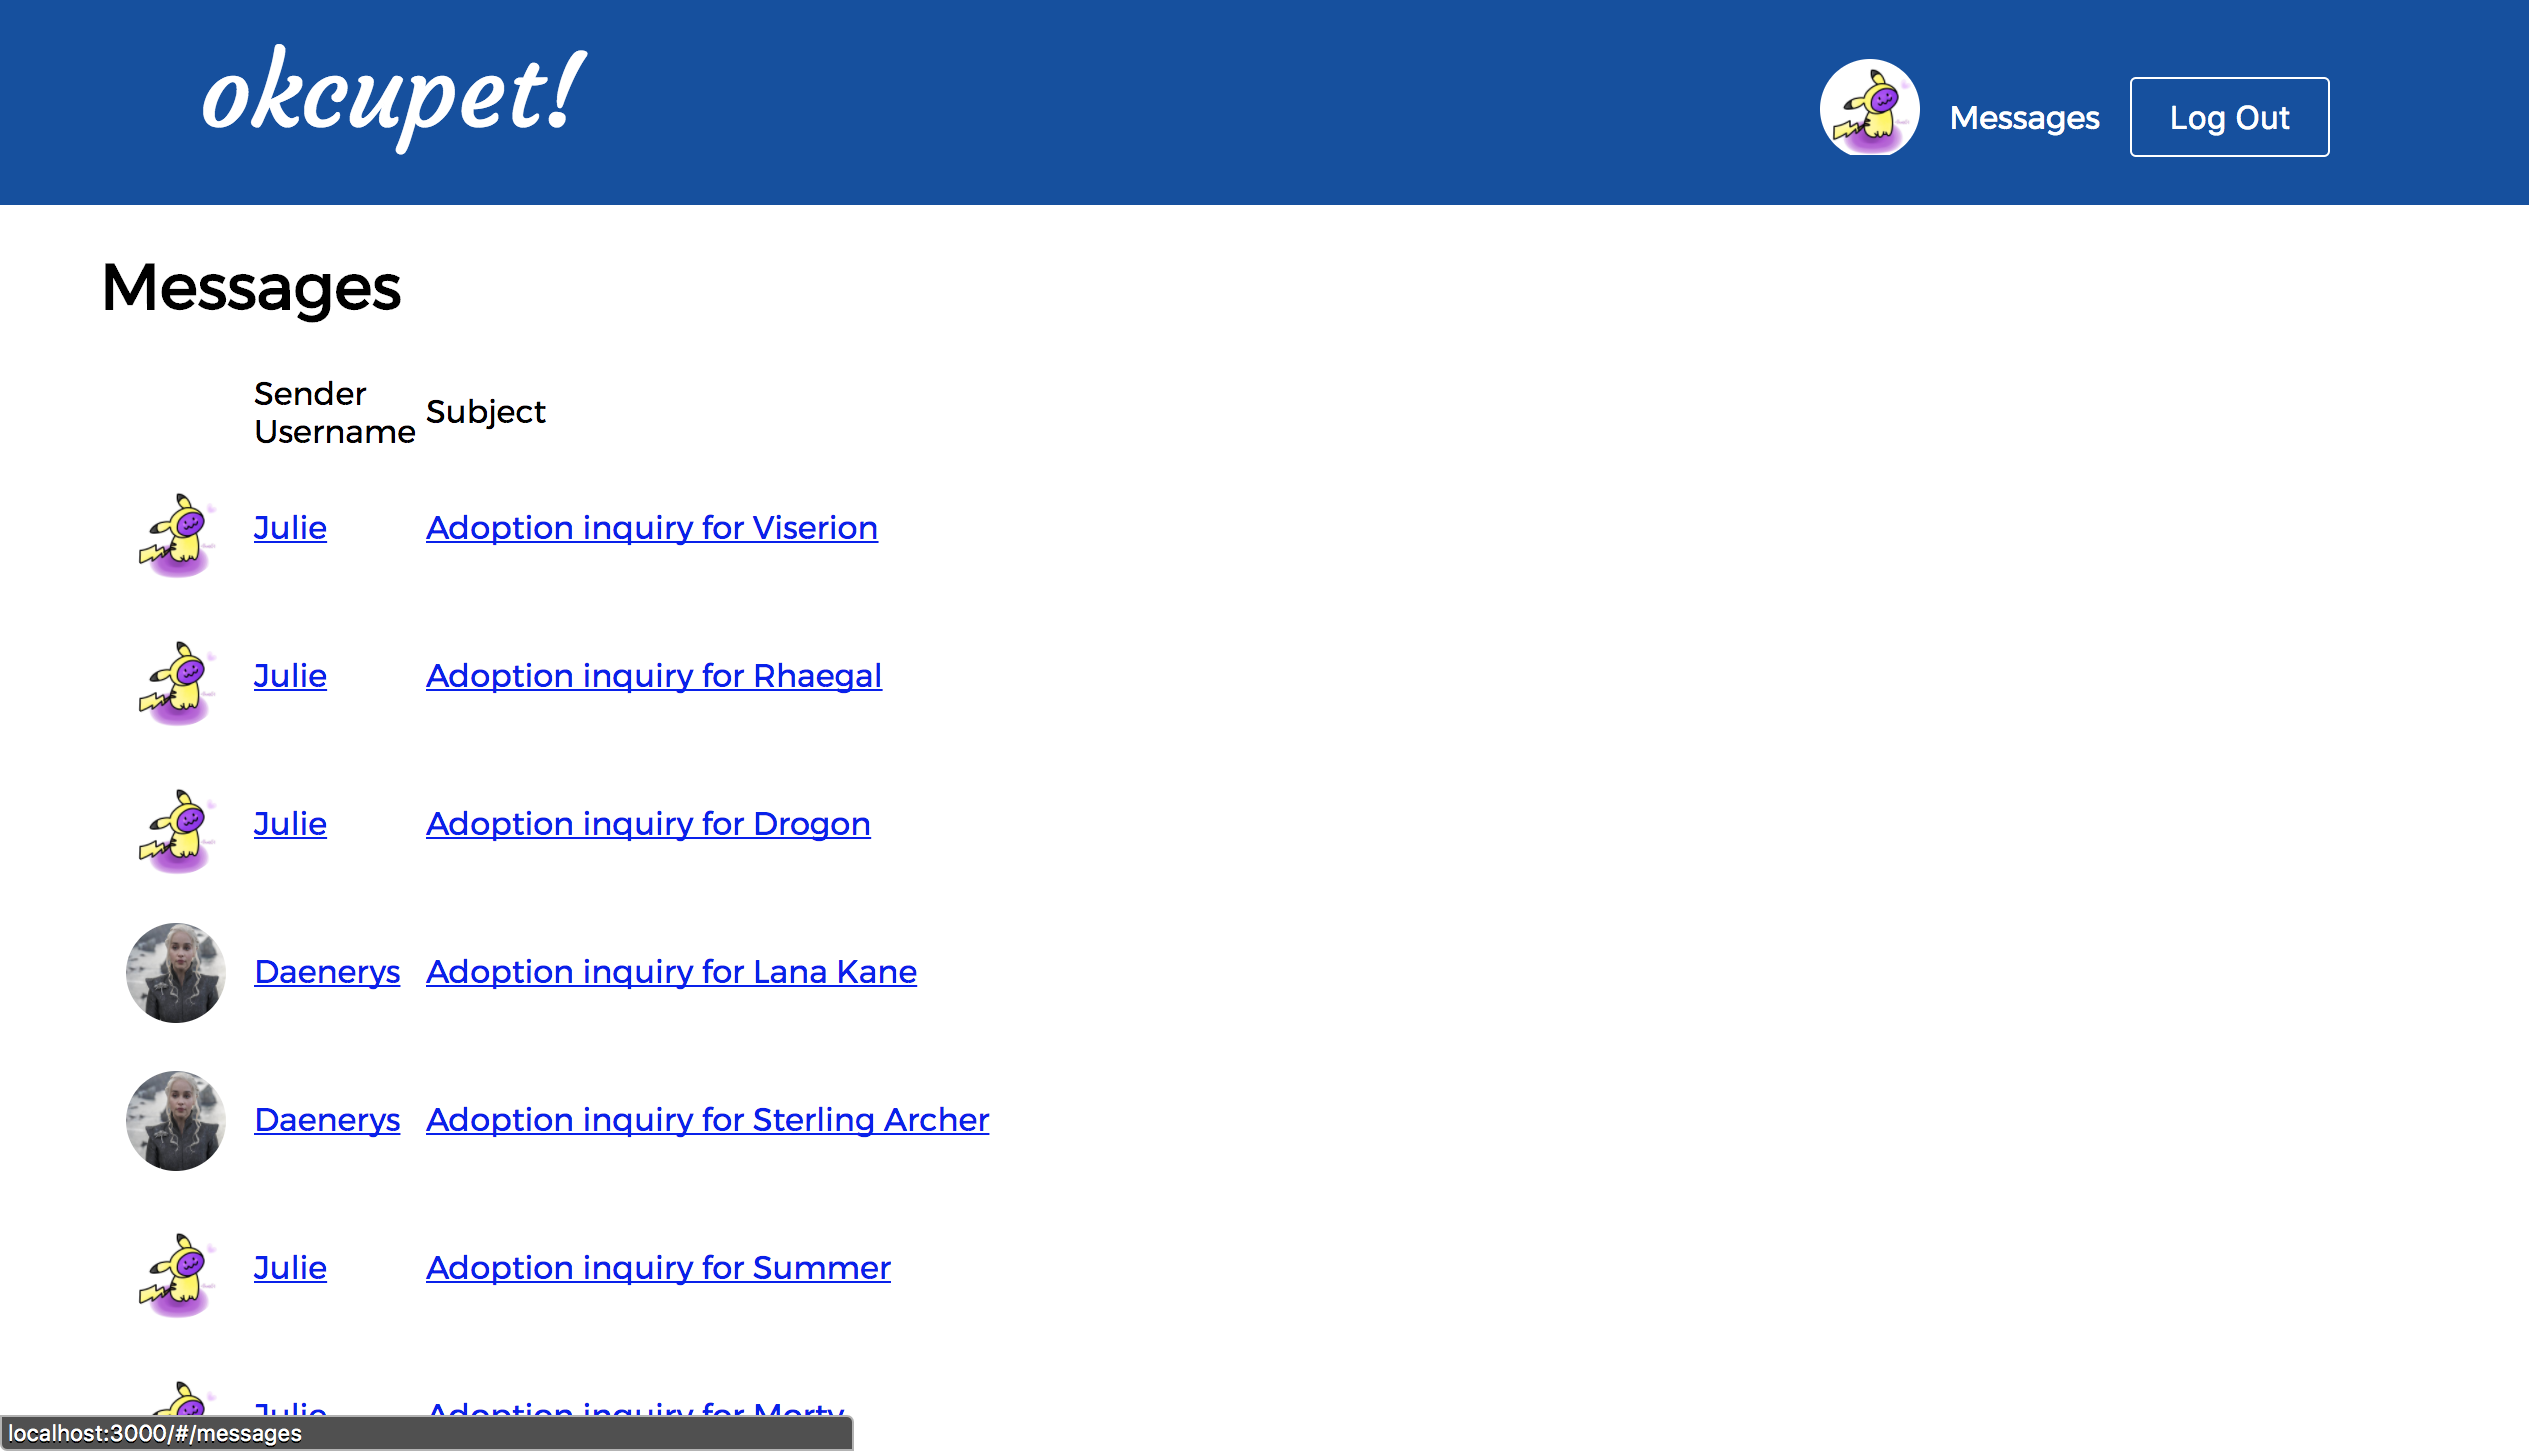 okcupet!
Messages
Log Out
Messages
Sender
Username
Subject
Julie
Adoption inquiry for Viserion
Julie
Adoption inquiry for Rhaegal
Julie
Adoption inquiry for Drogon
Daenerys
Adoption inquiry for Lana Kane
Daenerys
Adoption inquiry for Sterling Archer
Julie
Adoption inquiry for Summer
Julie
Adoption inquiry for Morty
localhost:3000/#/messages